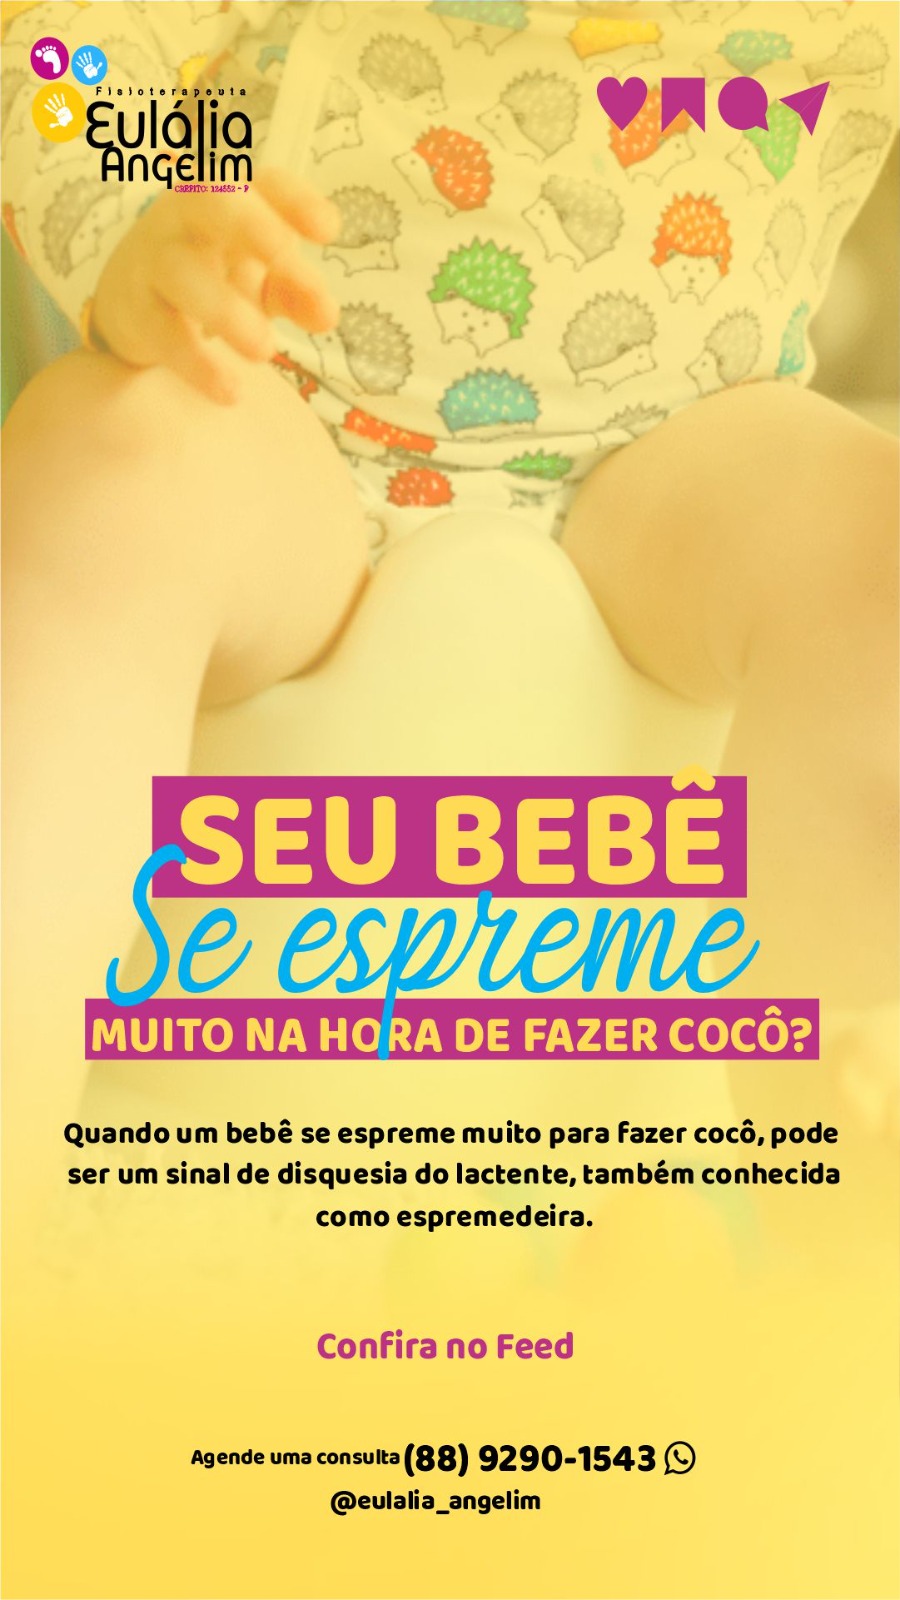 Fisioterapeuta
Eulália
Angelim
CREFITO: 124552 - F
SEU BEBÊ
Se espreme
MUITO NA HORA DE FAZER COCÔ?
Quando um bebê se espreme muito para fazer cocô, pode
ser um sinal de disquesia do lactente, também conhecida
como espremedeira.
Confira no Feed
Agende uma consulta (88) 9290-1543
@eulalia_angelim